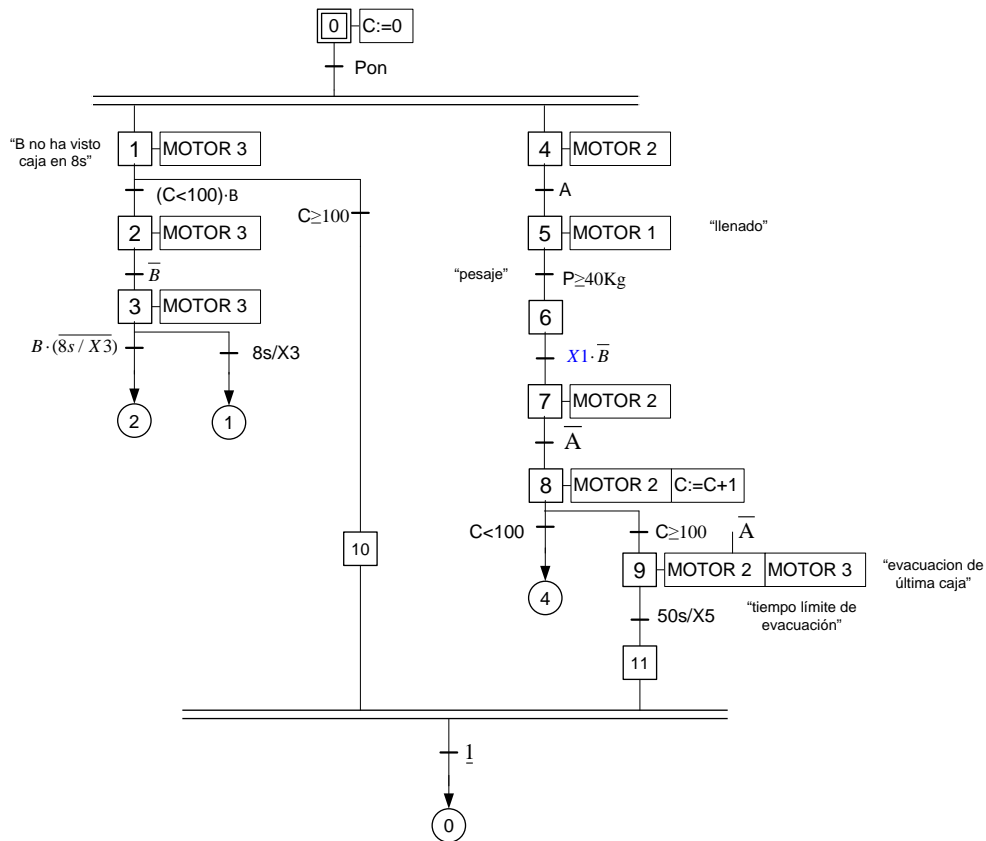 0 C:=0
Pon
"B no ha visto
caja en 8s"
1 MOTOR 3
4 MOTOR 2
(C<100)·B
C≥100
A
2 MOTOR 3
5 MOTOR 1
"llenado"
B̅
"pesaje"
P≥40Kg
3 MOTOR 3
6
B·(8̅s̅ ̅/̅ ̅X̅3̅)
8s/X3
X1·B̅
2
1
7 MOTOR 2
A̅
8 MOTOR 2 C:=C+1
C<100
C≥100
A̅
10
9 MOTOR 2 MOTOR 3
"evacuacion de
última caja"
4
50s/X5
"tiempo límite de
evacuación"
11
1
0